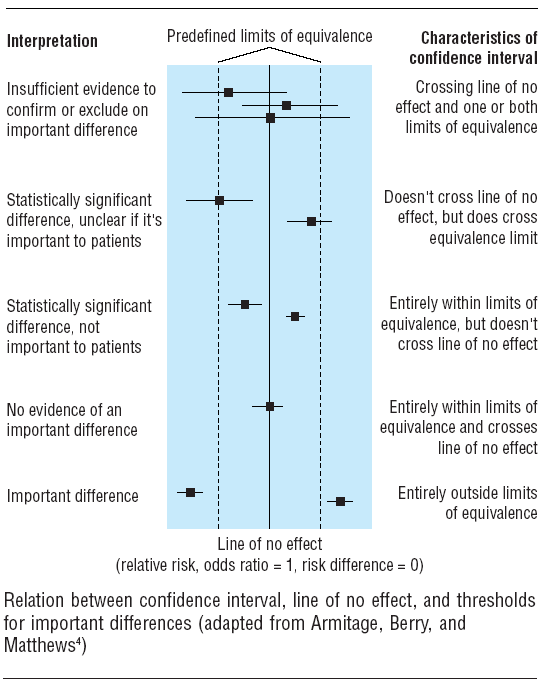 Interpretation
Predefined limits of equivalence
Characteristics of
confidence interval
Insufficient evidence to
confirm or exclude on
important difference
Crossing line of no
effect and one or both
limits of equivalence
Statistically significant
difference, unclear if it's
important to patients
Doesn't cross line of no
effect, but does cross
equivalence limit
Statistically significant
difference, not
important to patients
Entirely within limits of
equivalence, but doesn't
cross line of no effect
No evidence of an
important difference
Entirely within limits of
equivalence and crosses
line of no effect
Important difference
Entirely outside limits
of equivalence
Line of no effect
(relative risk, odds ratio = 1, risk difference = 0)
Relation between confidence interval, line of no effect, and thresholds
for important differences (adapted from Armitage, Berry, and
Matthews⁴)